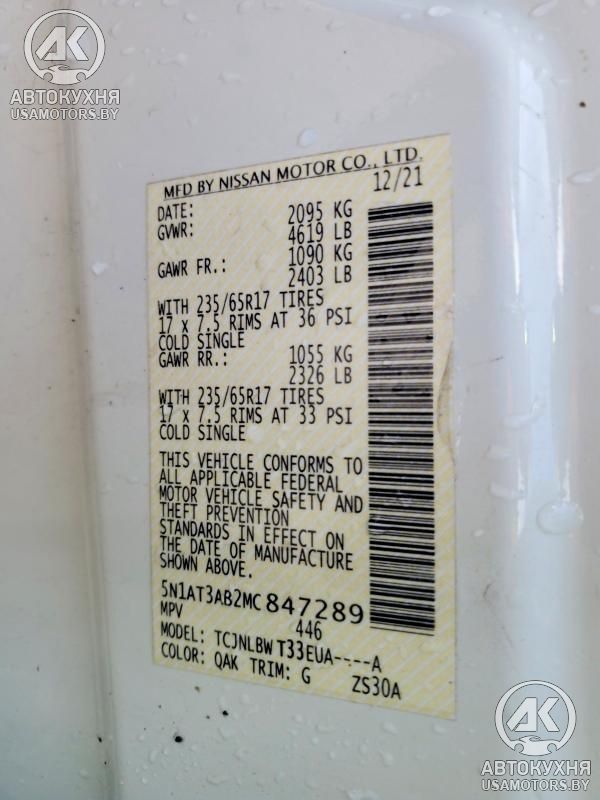 АК
АВТОКУХНЯ
USAMOTORS.BY
MFD BY NISSAN MOTOR CO., LTD.
DATE: 12/21
GVWR: 2095 KG
4619 LB
GAWR FR.: 1090 KG
2403 LB
WITH 235/65R17 TIRES
17 x 7.5 RIMS AT 36 PSI
COLD SINGLE
GAWR RR.: 1055 KG
2326 LB
WITH 235/65R17 TIRES
17 x 7.5 RIMS AT 33 PSI
COLD SINGLE
THIS VEHICLE CONFORMS TO
ALL APPLICABLE FEDERAL
MOTOR VEHICLE SAFETY AND
THEFT PREVENTION
STANDARDS IN EFFECT ON
THE DATE OF MANUFACTURE
SHOWN ABOVE.
5N1AT3AB2MC847289
MPV 446
MODEL: TCJNLBW T33EUA----A
COLOR: QAK TRIM: G ZS30A
АК
АВТОКУХНЯ
USAMOTORS.BY